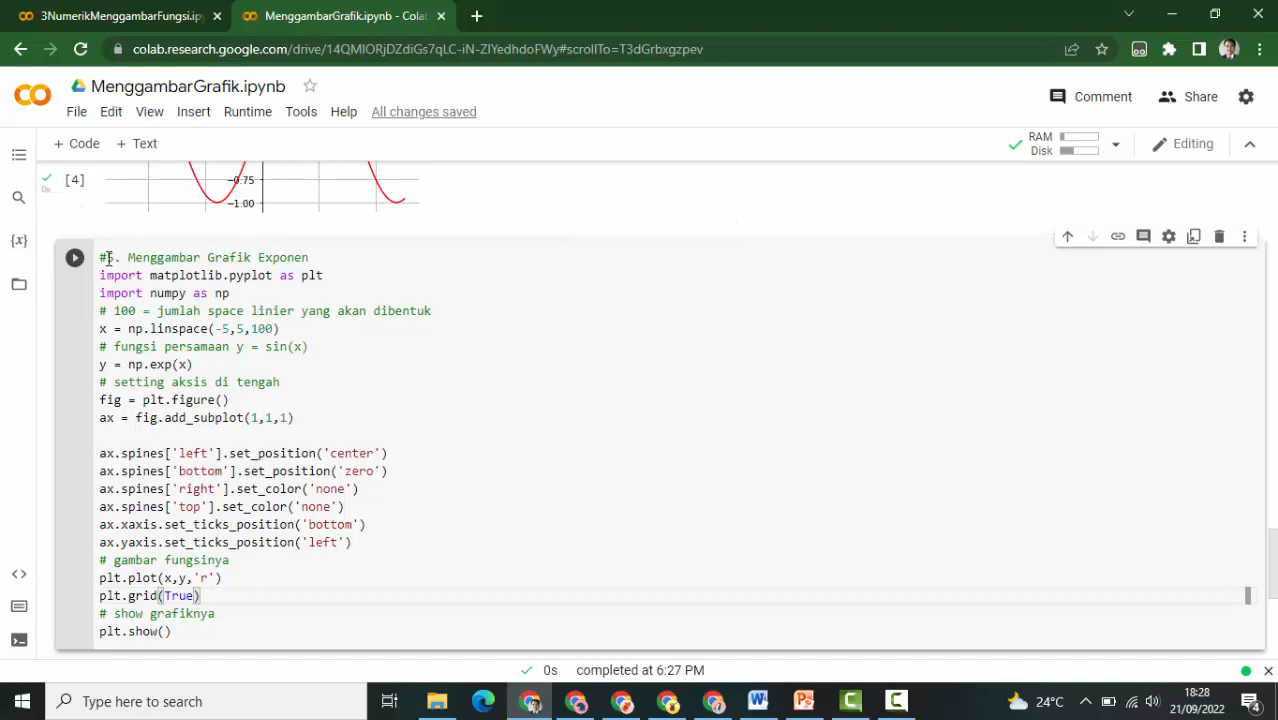 3NumerikMenggambarFungsi.ipy
MenggambarGrafik.ipynb - Colab
colab.research.google.com/drive/14QMlORjDZdiGs7qLC-iN-ZlYedhdoFWy#scrollTo=T3dGrbxgzpev
MenggambarGrafik.ipynb
Comment
Share
File Edit View Insert Runtime Tools Help All changes saved
+ Code + Text
RAM
Disk
Editing
[4]
0s
-0.75
-1.00
{x}
#5. Menggambar Grafik Exponen
import matplotlib.pyplot as plt
import numpy as np
# 100 = jumlah space linier yang akan dibentuk
x = np.linspace(-5,5,100)
# fungsi persamaan y = sin(x)
y = np.exp(x)
# setting aksis di tengah
fig = plt.figure()
ax = fig.add_subplot(1,1,1)
ax.spines['left'].set_position('center')
ax.spines['bottom'].set_position('zero')
ax.spines['right'].set_color('none')
ax.spines['top'].set_color('none')
ax.xaxis.set_ticks_position('bottom')
ax.yaxis.set_ticks_position('left')
# gambar fungsinya
plt.plot(x,y,'r')
plt.grid(True)
# show grafiknya
plt.show()
0s completed at 6:27 PM
Type here to search
24°C
18:28
21/09/2022
4